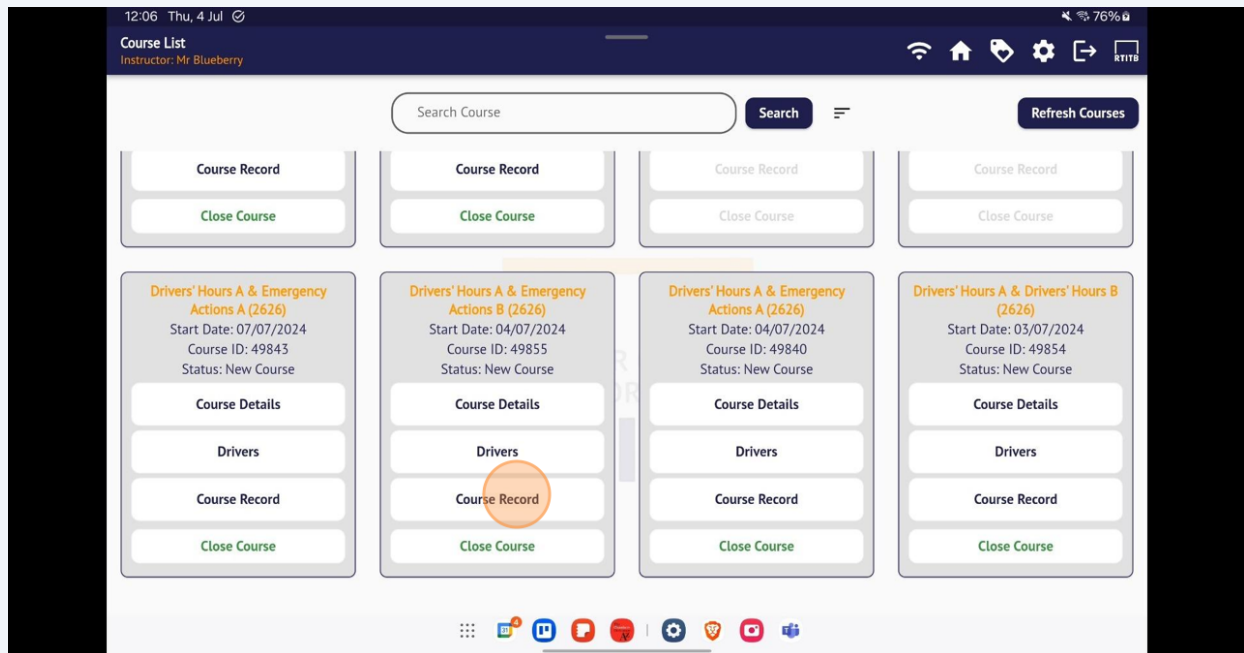 12:06 Thu, 4 Jul
76%
Course List
Instructor: Mr Blueberry
RTITB
Search Course
Search
Refresh Courses
Course Record
Course Record
Course Record
Course Record
Close Course
Close Course
Close Course
Close Course
Drivers' Hours A & Emergency
Actions A (2626)
Start Date: 07/07/2024
Course ID: 49843
Status: New Course
Course Details
Drivers
Course Record
Close Course
Drivers' Hours A & Emergency
Actions B (2626)
Start Date: 04/07/2024
Course ID: 49855
Status: New Course
Course Details
Drivers
Course Record
Close Course
Drivers' Hours A & Emergency
Actions A (2626)
Start Date: 04/07/2024
Course ID: 49840
Status: New Course
Course Details
Drivers
Course Record
Close Course
Drivers' Hours A & Drivers' Hours B
(2626)
Start Date: 03/07/2024
Course ID: 49854
Status: New Course
Course Details
Drivers
Course Record
Close Course
31
4